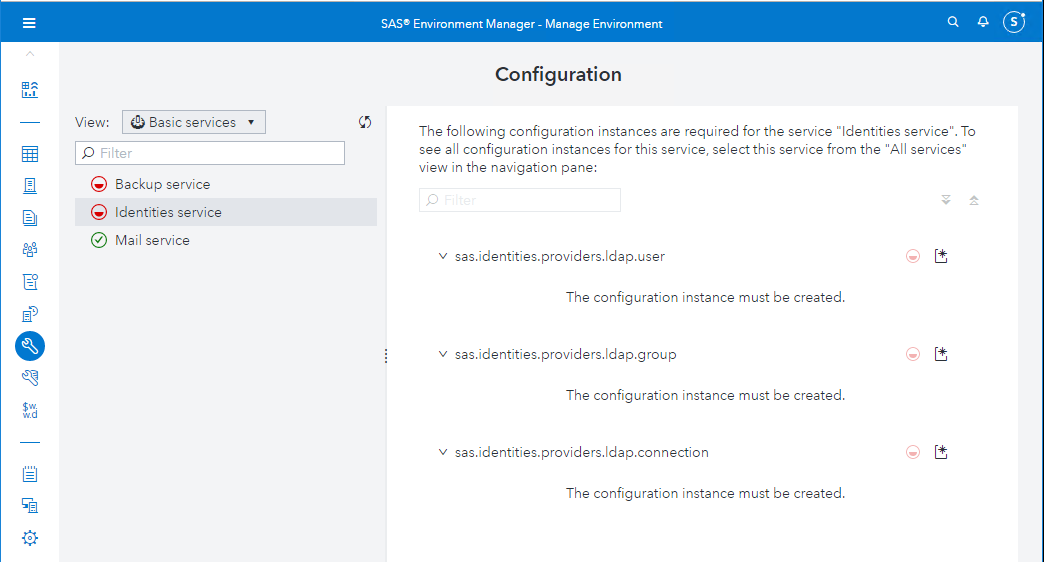 SAS® Environment Manager - Manage Environment
S
Configuration
View:
Basic services
Filter
Backup service
Identities service
Mail service
$w.
w.d
The following configuration instances are required for the service "Identities service". To
see all configuration instances for this service, select this service from the "All services"
view in the navigation pane:
Filter
sas.identities.providers.ldap.user
The configuration instance must be created.
sas.identities.providers.ldap.group
The configuration instance must be created.
sas.identities.providers.ldap.connection
The configuration instance must be created.